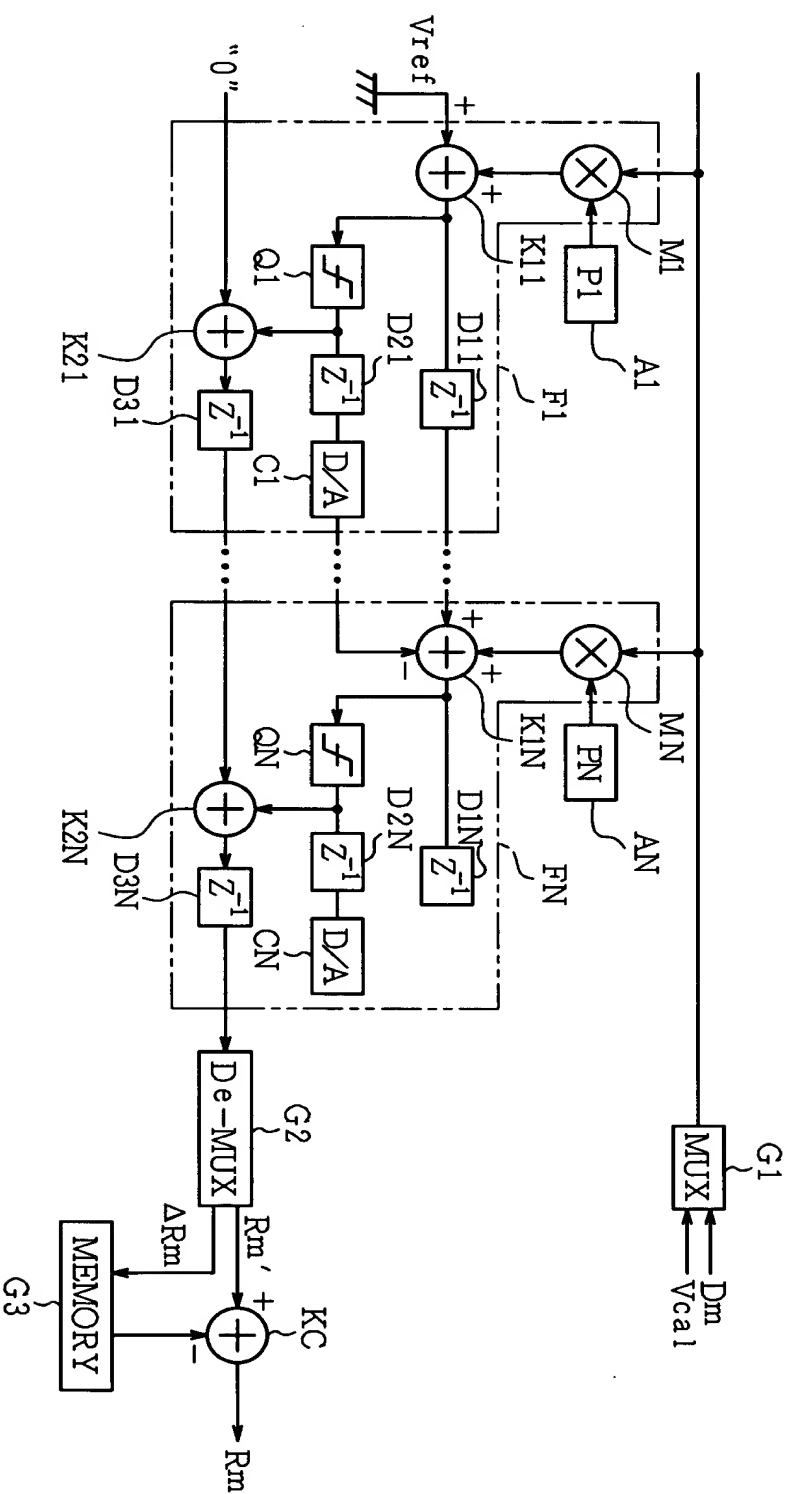 G1
MUX
Dm
Vcal
M1
P1
A1
MN
PN
AN
Vref
+
+
K11
D11
Z⁻¹
F1
+
+
−
K1N
D1N
Z⁻¹
FN
Q1
D21
Z⁻¹
C1
D/A
QN
D2N
Z⁻¹
CN
D/A
"0"
K21
D31
Z⁻¹
K2N
D3N
Z⁻¹
G2
De-MUX
Rm'
ΔRm
+
−
KC
Rm
MEMORY
G3